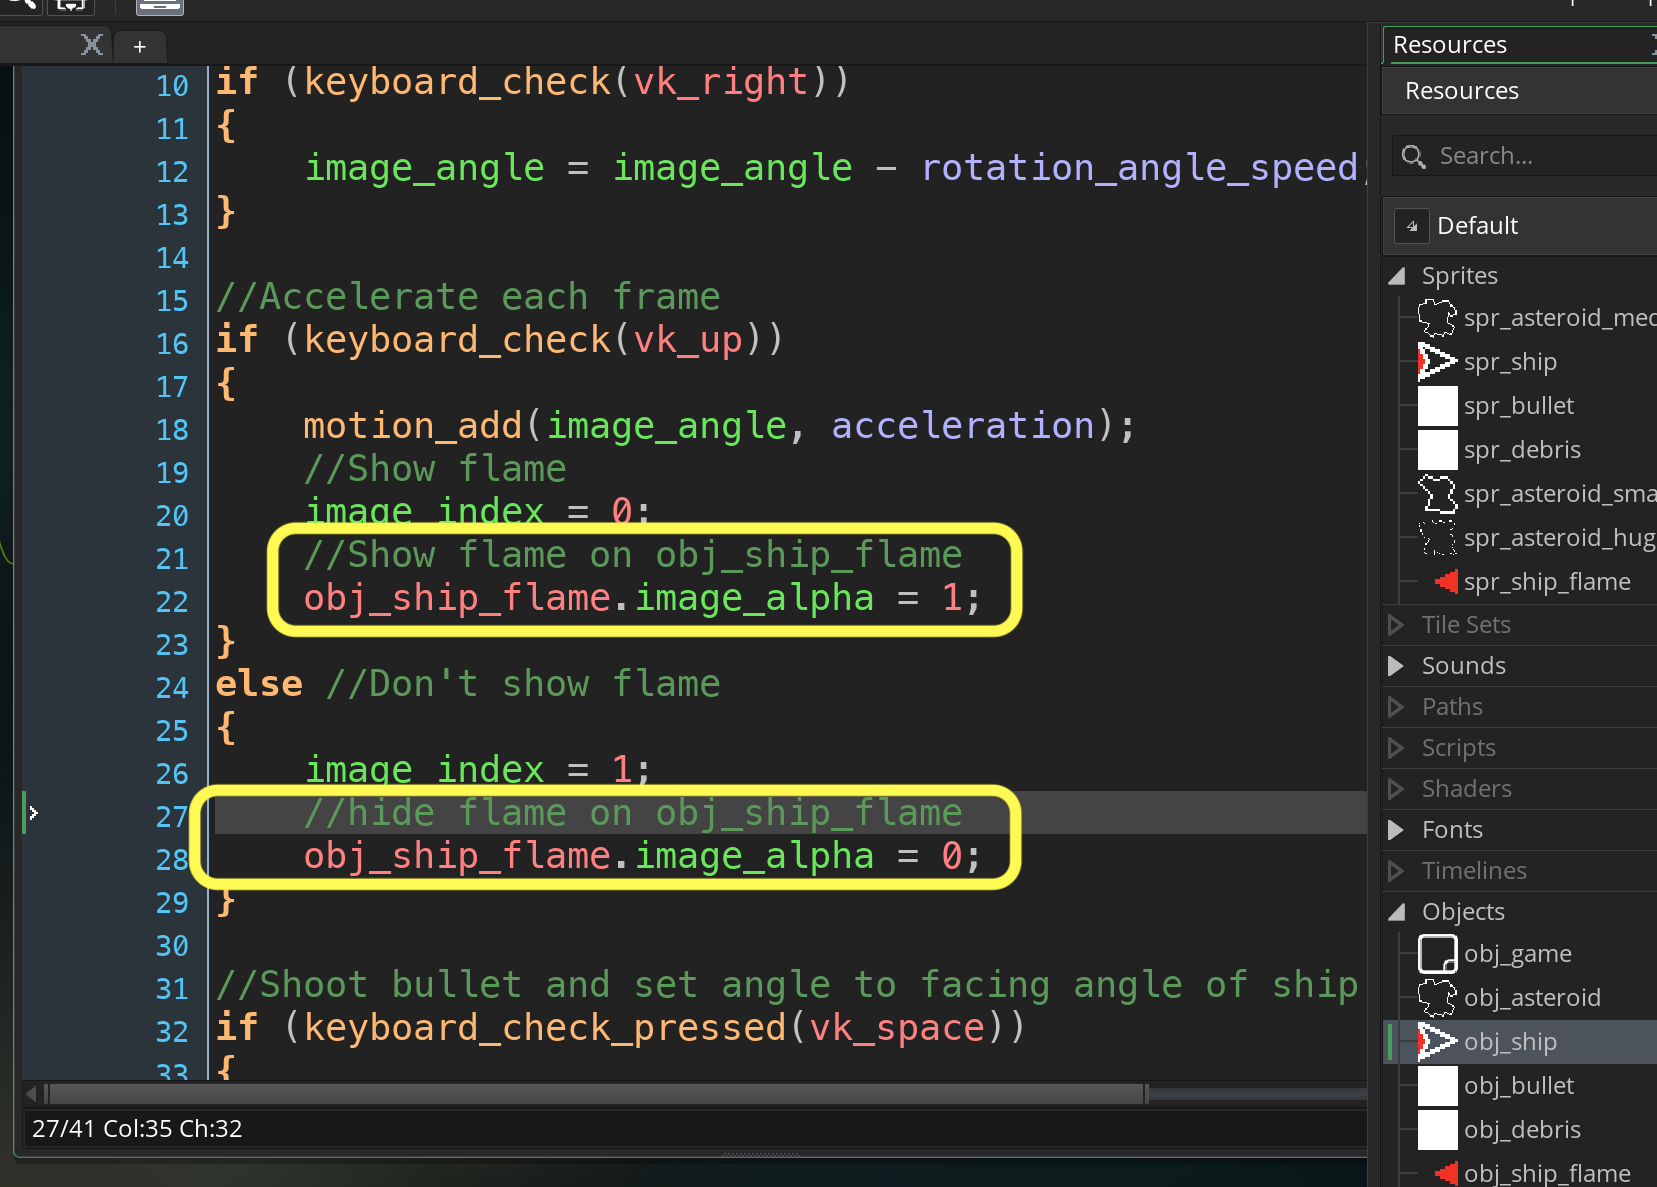 +
10 if (keyboard_check(vk_right))
11 {
12     image_angle = image_angle - rotation_angle_speed;
13 }
14
15 //Accelerate each frame
16 if (keyboard_check(vk_up))
17 {
18     motion_add(image_angle, acceleration);
19     //Show flame
20     image_index = 0;
21     //Show flame on obj_ship_flame
22     obj_ship_flame.image_alpha = 1;
23 }
24 else //Don't show flame
25 {
26     image_index = 1;
27     //hide flame on obj_ship_flame
28     obj_ship_flame.image_alpha = 0;
29 }
30
31 //Shoot bullet and set angle to facing angle of ship
32 if (keyboard_check_pressed(vk_space))
33 {
27/41 Col:35 Ch:32
Resources
Resources
Search...
Default
Sprites
spr_asteroid_med
spr_ship
spr_bullet
spr_debris
spr_asteroid_sma
spr_asteroid_hug
spr_ship_flame
Tile Sets
Sounds
Paths
Scripts
Shaders
Fonts
Timelines
Objects
obj_game
obj_asteroid
obj_ship
obj_bullet
obj_debris
obj_ship_flame